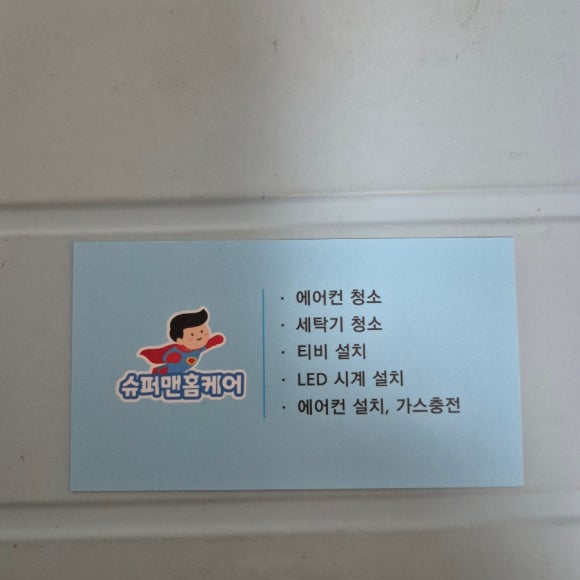 슈퍼맨홈케어
· 에어컨 청소
· 세탁기 청소
· 티비 설치
· LED 시계 설치
· 에어컨 설치, 가스충전